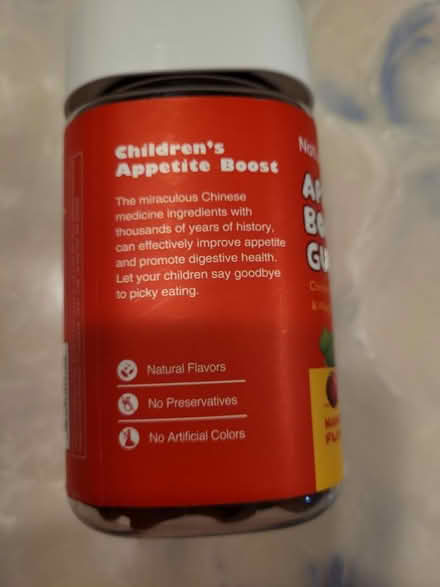 Children's
Appetite Boost
The miraculous Chinese
medicine ingredients with
thousands of years of history,
can effectively improve appetite
and promote digestive health.
Let your children say goodbye
to picky eating.
Natural Flavors
No Preservatives
No Artificial Colors